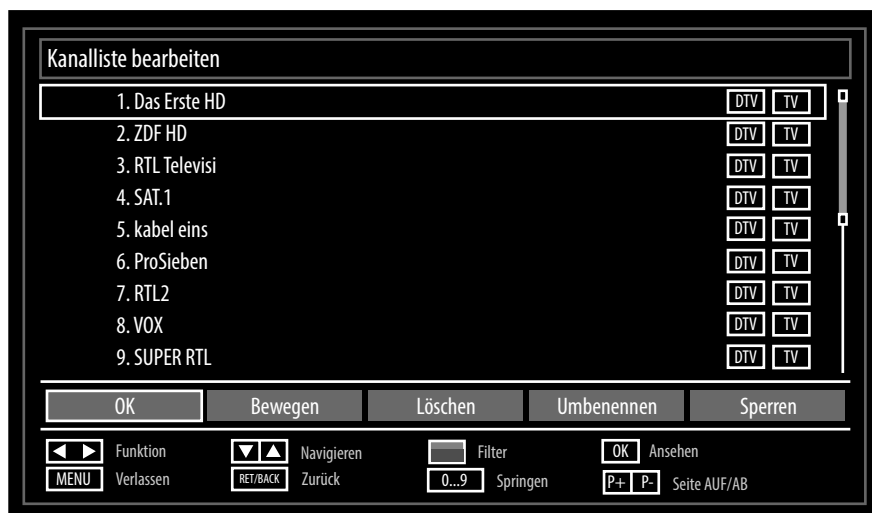 Kanalliste bearbeiten
1. Das Erste HD DTV TV
2. ZDF HD DTV TV
3. RTL Televisi DTV TV
4. SAT.1 DTV TV
5. kabel eins DTV TV
6. ProSieben DTV TV
7. RTL2 DTV TV
8. VOX DTV TV
9. SUPER RTL DTV TV
OK Bewegen Löschen Umbenennen Sperren
Funktion Navigieren Filter OK Ansehen
MENU Verlassen RET/BACK Zurück 0...9 Springen P+ P- Seite AUF/AB